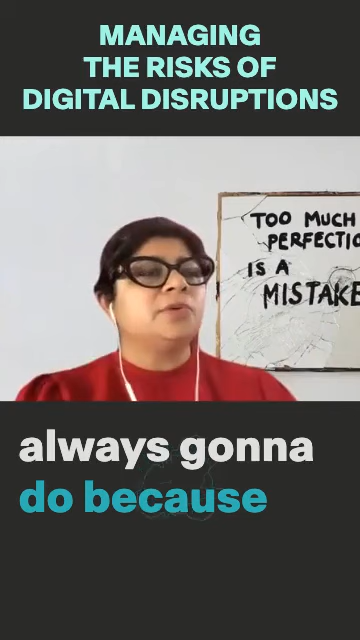 MANAGING
THE RISKS OF
DIGITAL DISRUPTIONS
TOO MUCH
PERFECTIO
IS A
MISTAKE
always gonna
do because